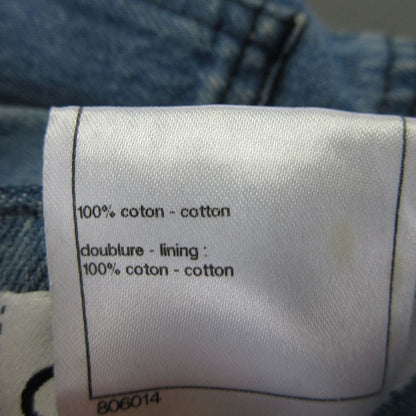 100% coton - cotton
doublure - lining :
100% coton - cotton
806014